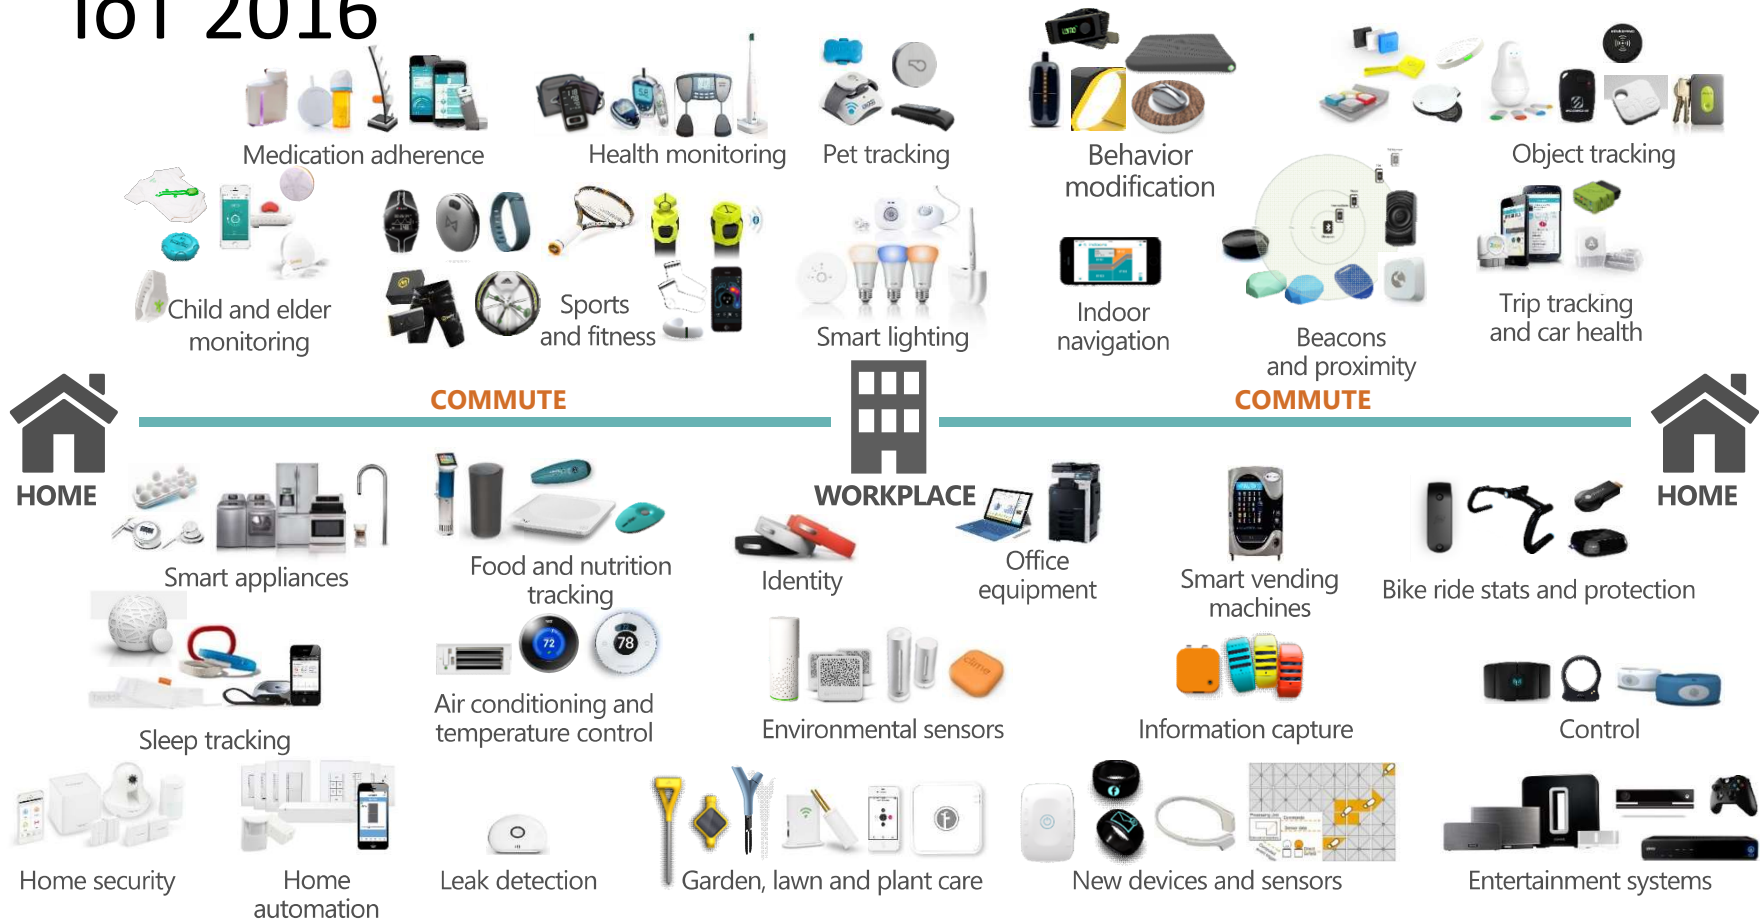 IoT 2016
Medication adherence
Health monitoring
Pet tracking
Behavior
modification
Object tracking
Child and elder
monitoring
Sports
and fitness
Smart lighting
Indoor
navigation
Beacons
and proximity
Trip tracking
and car health
COMMUTE
COMMUTE
HOME
WORKPLACE
HOME
Smart appliances
Food and nutrition
tracking
Identity
Office
equipment
Smart vending
machines
Bike ride stats and protection
72
78
clime
Sleep tracking
Air conditioning and
temperature control
Environmental sensors
Information capture
Control
Home security
Home
automation
Leak detection
Garden, lawn and plant care
New devices and sensors
Entertainment systems